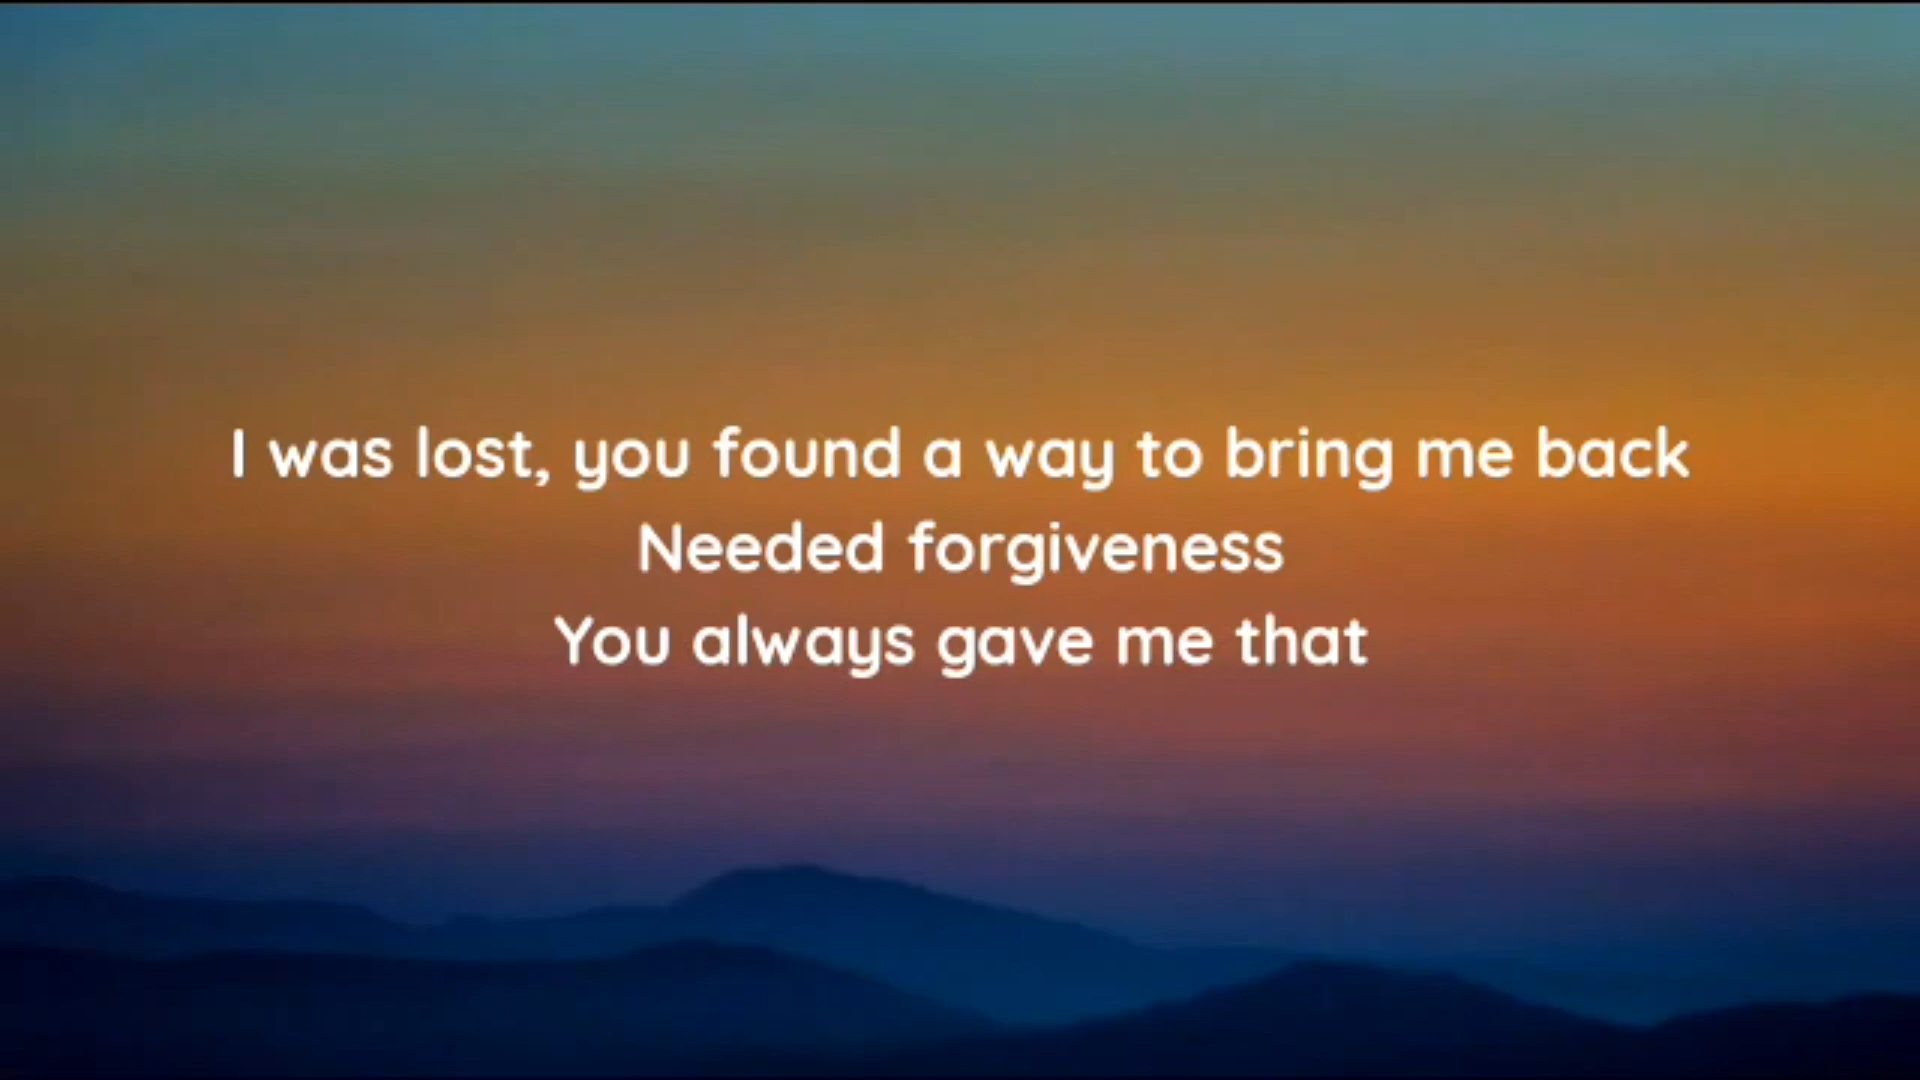 I was lost, you found a way to bring me back
Needed forgiveness
You always gave me that